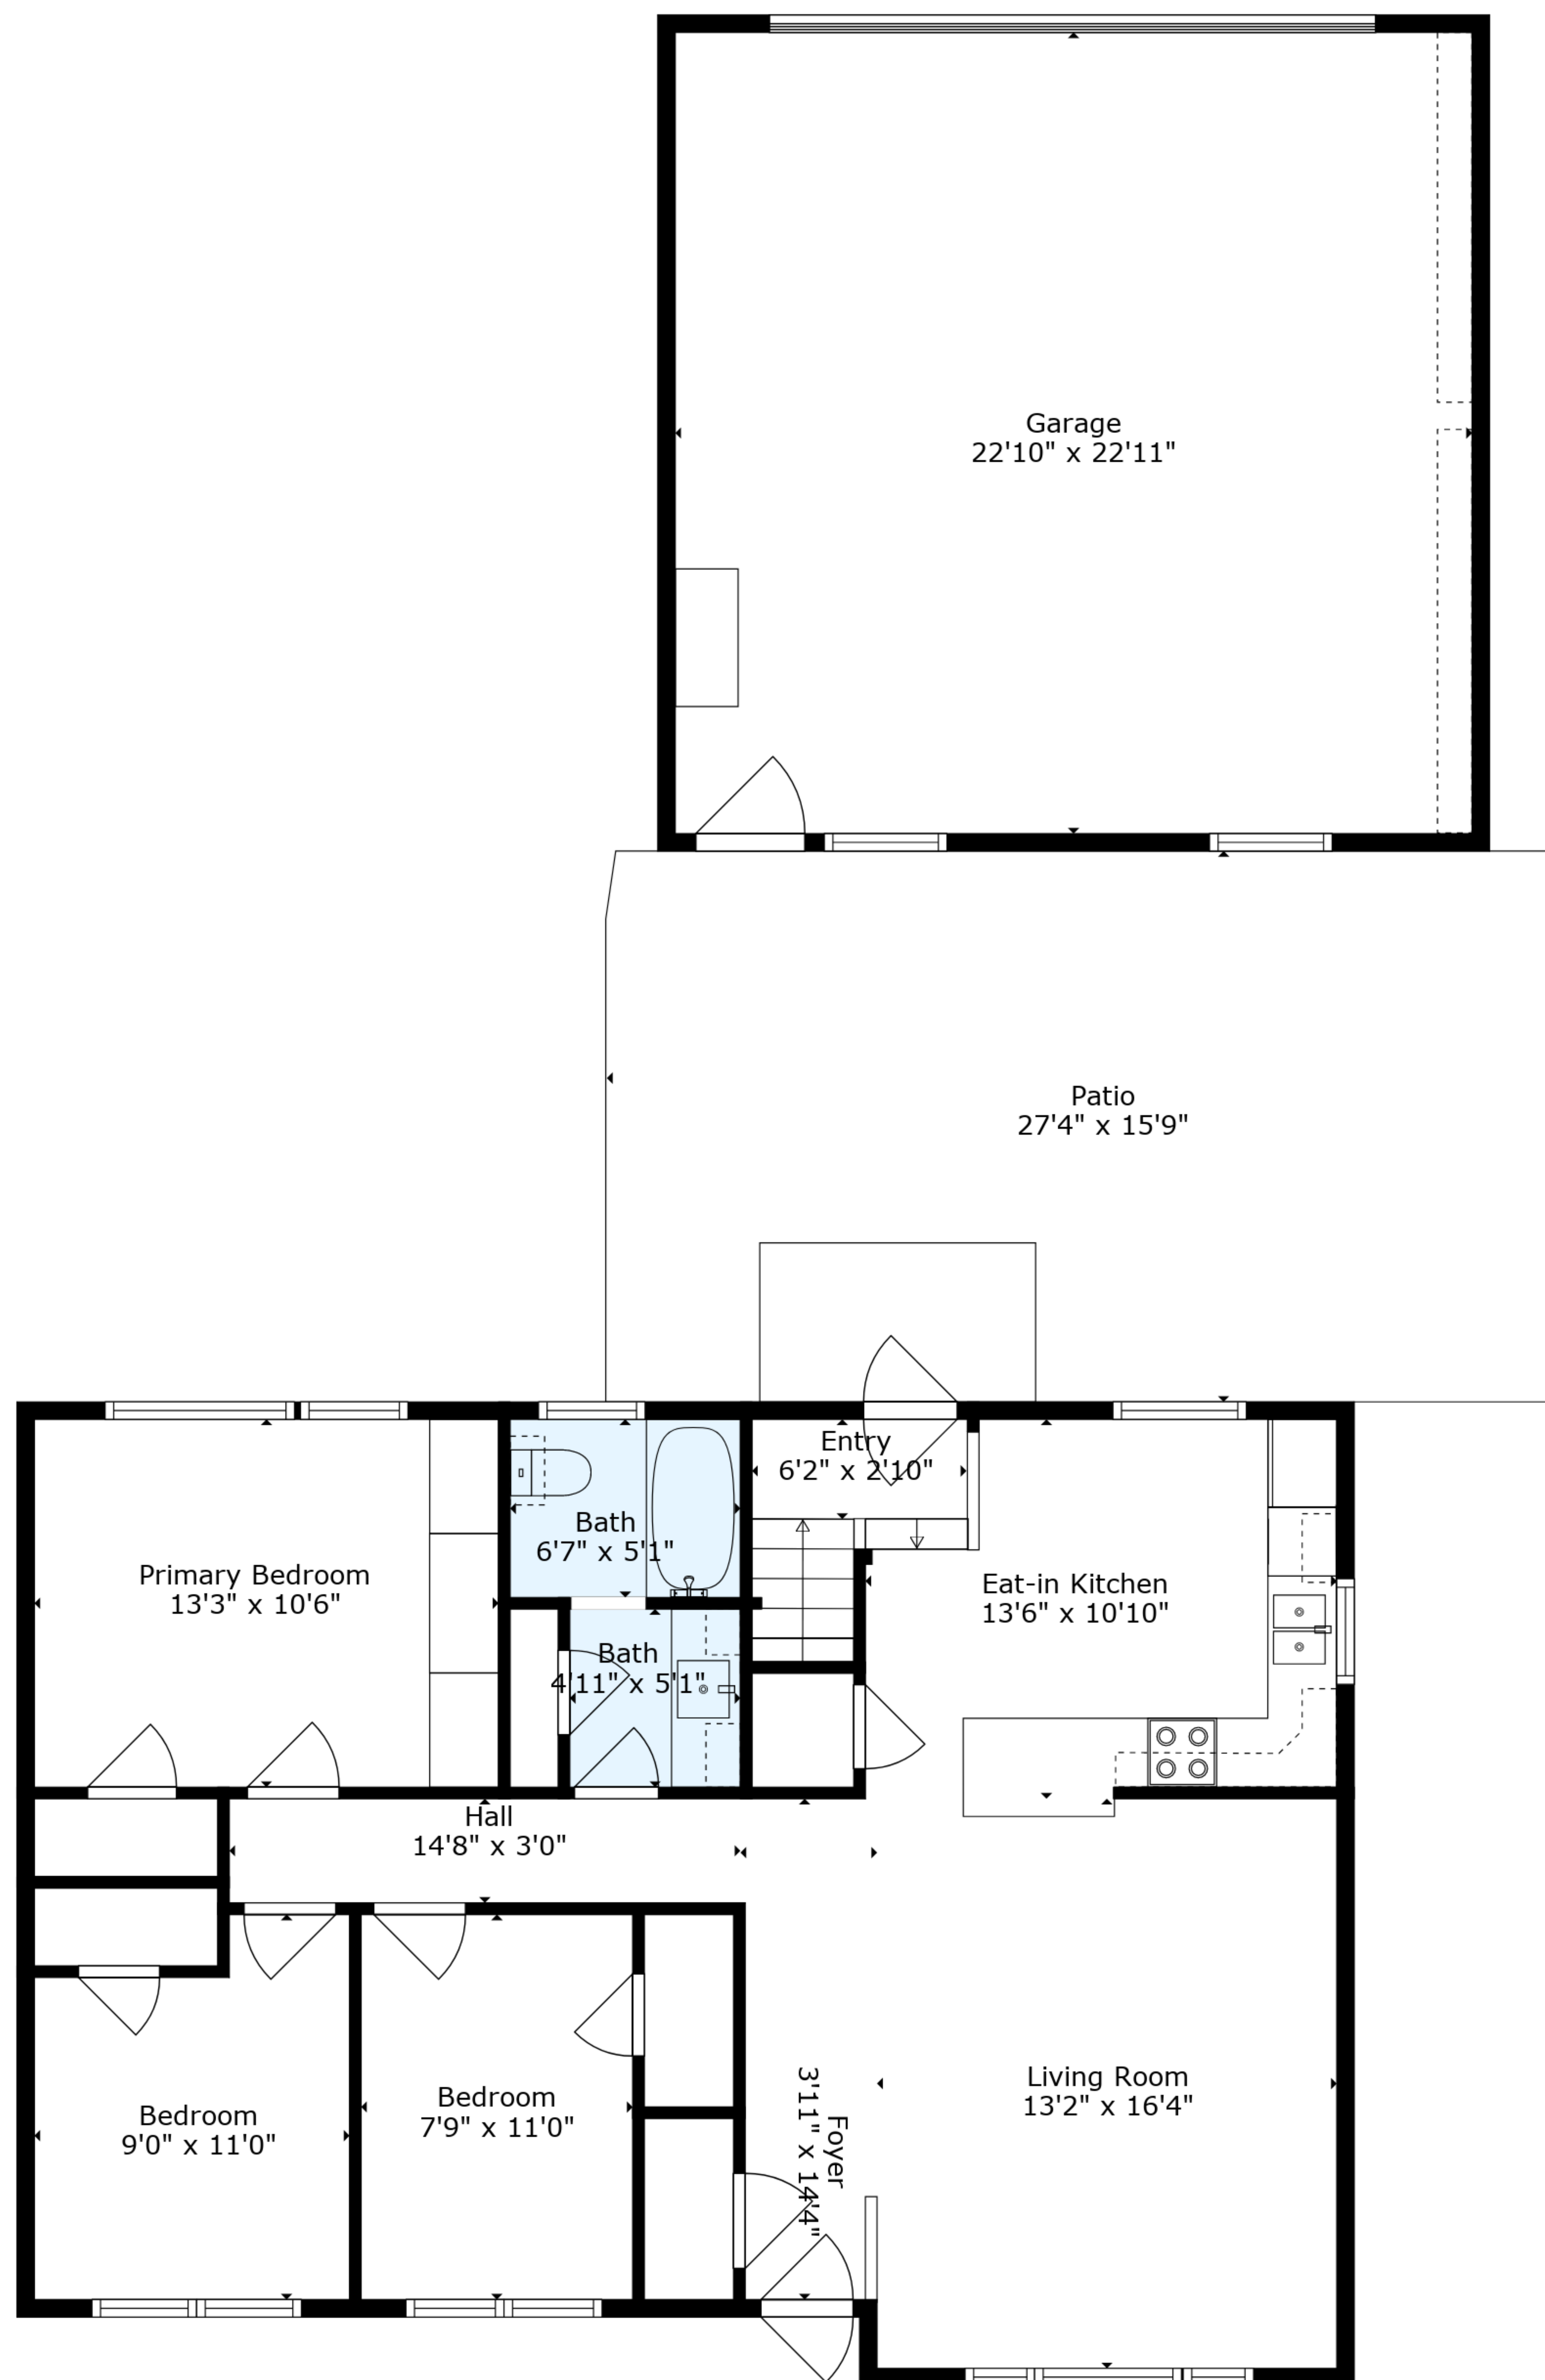 Garage
22'10" x 22'11"
Patio
27'4" x 15'9"
Entry
6'2" x 2'10"
Bath
6'7" x 5'1"
Primary Bedroom
13'3" x 10'6"
Eat-in Kitchen
13'6" x 10'10"
Bath
4'11" x 5'1"
Hall
14'8" x 3'0"
Living Room
13'2" x 16'4"
Bedroom
7'9" x 11'0"
Bedroom
9'0" x 11'0"
Foyer
3'11" x 14'4"